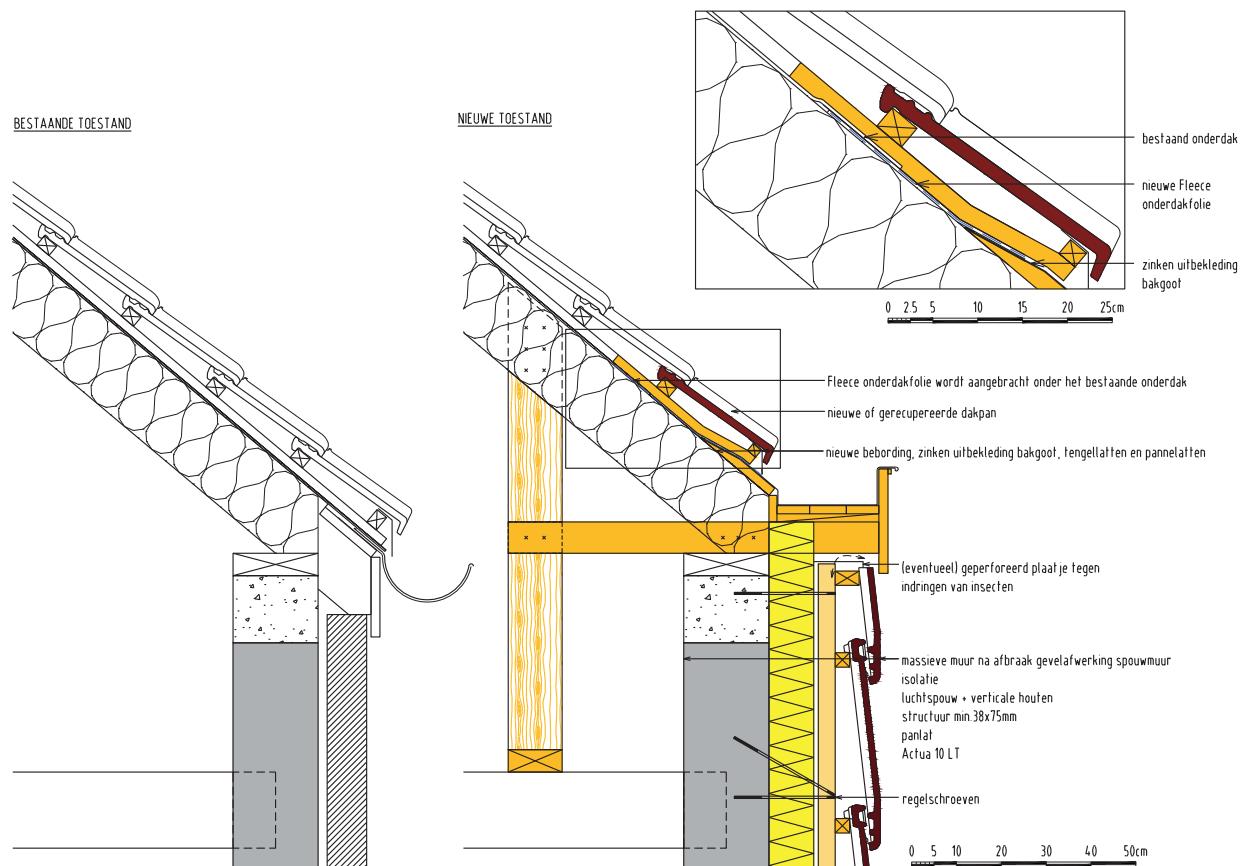 BESTAANDE TOESTAND
NIEUWE TOESTAND
bestaand onderdak
nieuwe Fleece
onderdakfolie
zinken uitbekleding
bakgoot
0 2.5 5 10 15 20 25cm
Fleece onderdakfolie wordt aangebracht onder het bestaande onderdak
nieuwe of gerecupereerde dakpan
nieuwe bebording, zinken uitbekleding bakgoot, tengellatten en pannelatten
(eventueel) geperforeerd plaatje tegen
indringen van insecten
massieve muur na afbraak gevelafwerking spouwmuur
isolatie
luchtspouw + verticale houten
structuur min.38x75mm
panlat
Actua 10 LT
regelschroeven
0 5 10 20 30 40 50cm